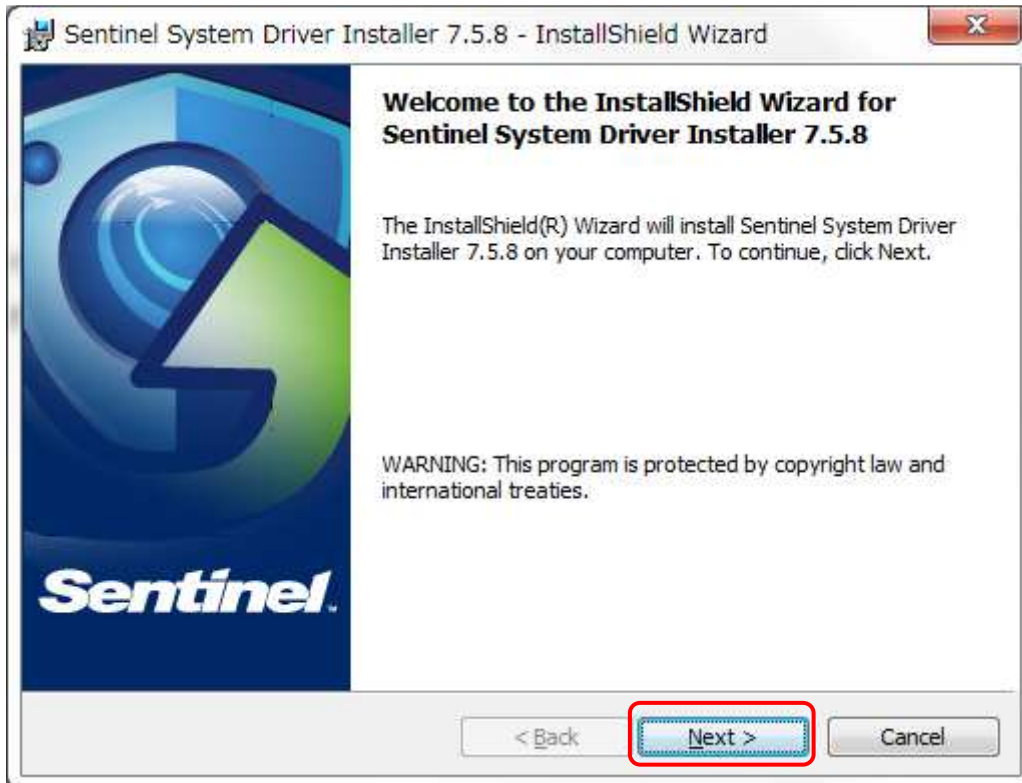 Sentinel System Driver Installer 7.5.8 - InstallShield Wizard
Welcome to the InstallShield Wizard for
Sentinel System Driver Installer 7.5.8
The InstallShield(R) Wizard will install Sentinel System Driver
Installer 7.5.8 on your computer. To continue, click Next.
WARNING: This program is protected by copyright law and
international treaties.
Sentinel™
< Back
Next >
Cancel